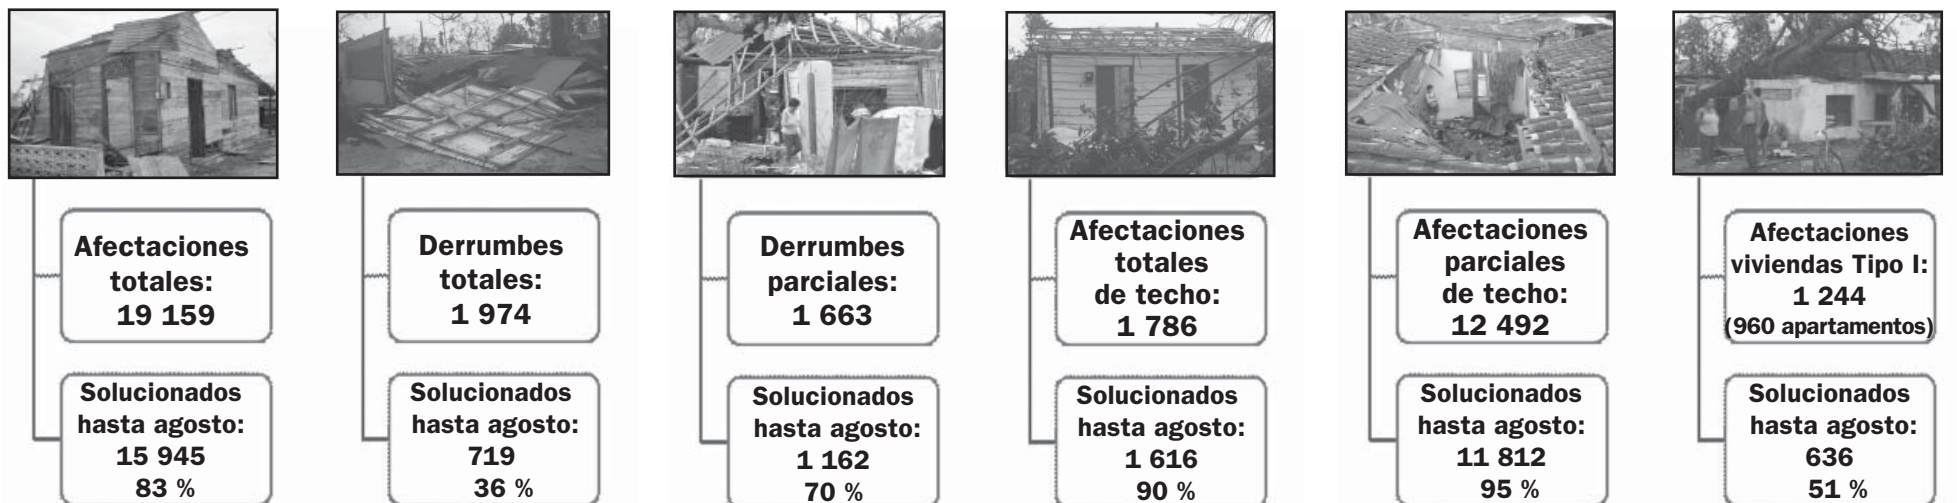 Afectaciones
totales:
19 159
Solucionados
hasta agosto:
15 945
83 %
Derrumbes
totales:
1 974
Solucionados
hasta agosto:
719
36 %
Derrumbes
parciales:
1 663
Solucionados
hasta agosto:
1 162
70 %
Afectaciones
totales
de techo:
1 786
Solucionados
hasta agosto:
1 616
90 %
Afectaciones
parciales
de techo:
12 492
Solucionados
hasta agosto:
11 812
95 %
Afectaciones
viviendas Tipo I:
1 244
(960 apartamentos)
Solucionados
hasta agosto:
636
51 %